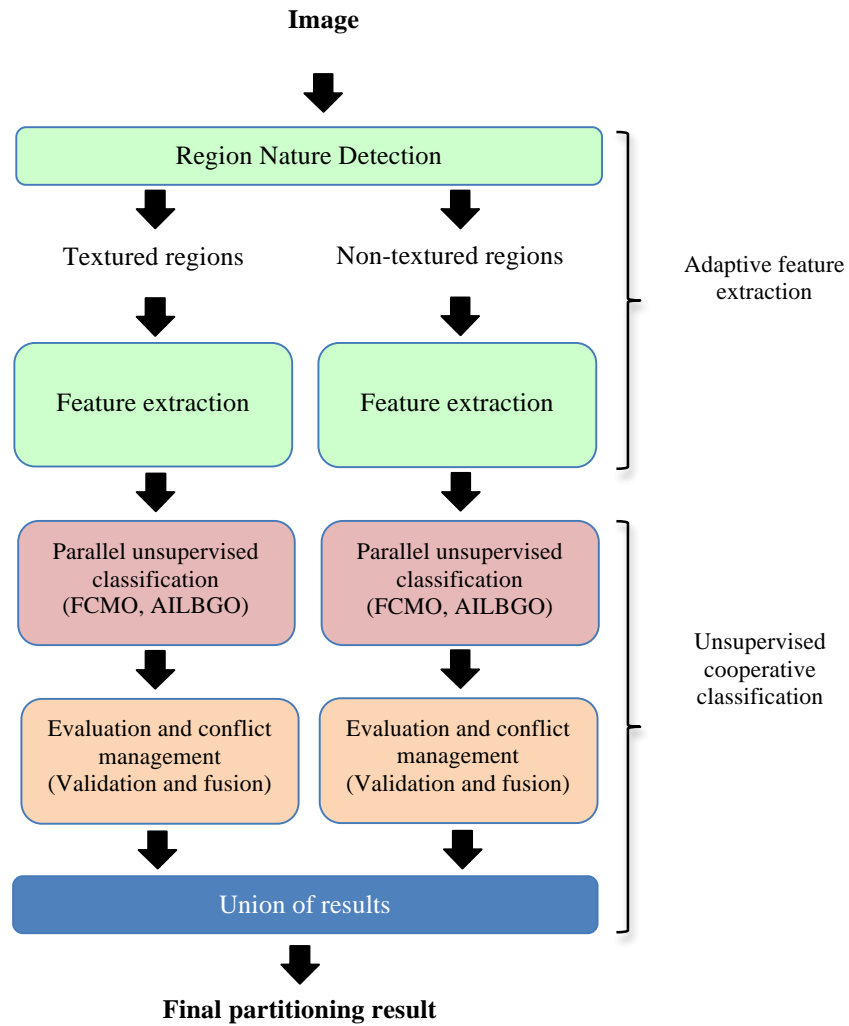 Image
Region Nature Detection
Textured regions
Non-textured regions
Adaptive feature
extraction
Feature extraction
Feature extraction
Parallel unsupervised
classification
(FCMO, AILBGO)
Parallel unsupervised
classification
(FCMO, AILBGO)
Unsupervised
cooperative
classification
Evaluation and conflict
management
(Validation and fusion)
Evaluation and conflict
management
(Validation and fusion)
Union of results
Final partitioning result